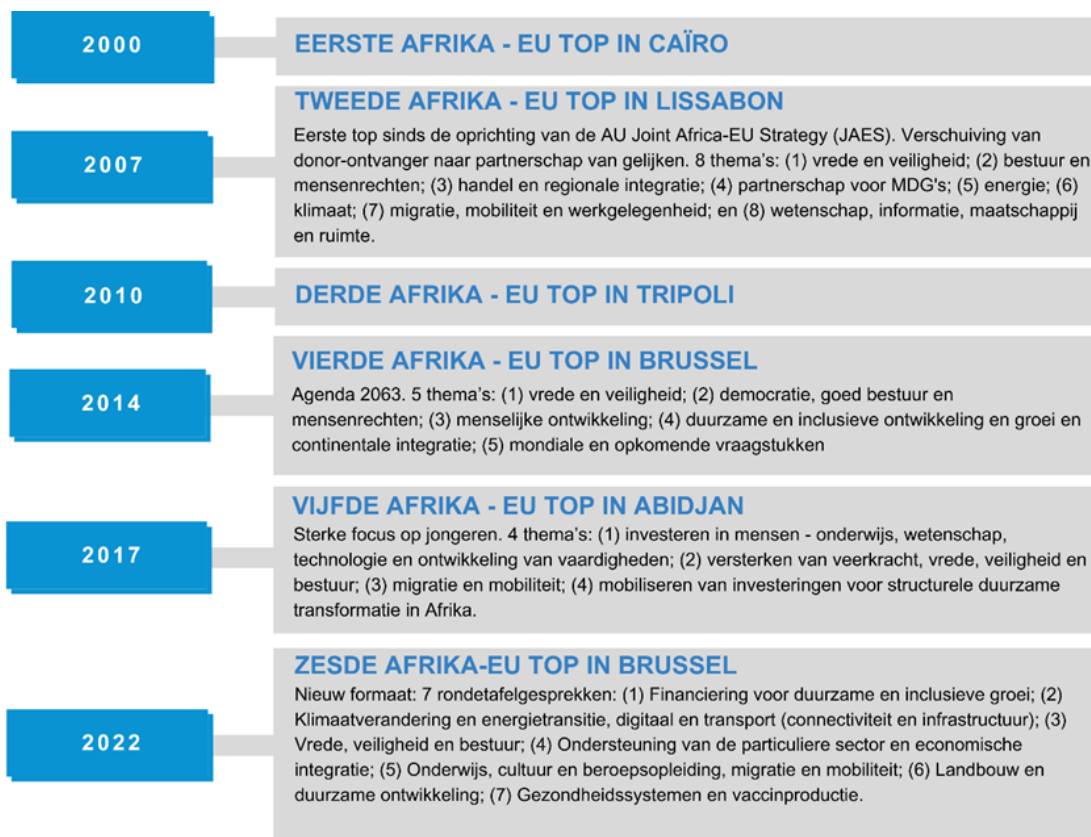 2000
EERSTE AFRIKA - EU TOP IN CAÏRO
2007
TWEEDE AFRIKA - EU TOP IN LISSABON
Eerste top sinds de oprichting van de AU Joint Africa-EU Strategy (JAES). Verschuiving van
donor-ontvanger naar partnerschap van gelijken. 8 thema's: (1) vrede en veiligheid; (2) bestuur en
mensenrechten; (3) handel en regionale integratie; (4) partnerschap voor MDG's; (5) energie; (6)
klimaat; (7) migratie, mobiliteit en werkgelegenheid; en (8) wetenschap, informatie, maatschappij
en ruimte.
2010
DERDE AFRIKA - EU TOP IN TRIPOLI
2014
VIERDE AFRIKA - EU TOP IN BRUSSEL
Agenda 2063. 5 thema's: (1) vrede en veiligheid; (2) democratie, goed bestuur en
mensenrechten; (3) menselijke ontwikkeling; (4) duurzame en inclusieve ontwikkeling en groei en
continentale integratie; (5) mondiale en opkomende vraagstukken
2017
VIJFDE AFRIKA - EU TOP IN ABIDJAN
Sterke focus op jongeren. 4 thema's: (1) investeren in mensen - onderwijs, wetenschap,
technologie en ontwikkeling van vaardigheden; (2) versterken van veerkracht, vrede, veiligheid en
bestuur; (3) migratie en mobiliteit; (4) mobiliseren van investeringen voor structurele duurzame
transformatie in Afrika.
2022
ZESDE AFRIKA-EU TOP IN BRUSSEL
Nieuw formaat: 7 rondetafelgesprekken: (1) Financiering voor duurzame en inclusieve groei; (2)
Klimaatverandering en energietransitie, digitaal en transport (connectiviteit en infrastructuur); (3)
Vrede, veiligheid en bestuur; (4) Ondersteuning van de particuliere sector en economische
integratie; (5) Onderwijs, cultuur en beroepsopleiding, migratie en mobiliteit; (6) Landbouw en
duurzame ontwikkeling; (7) Gezondheidssystemen en vaccinproductie.